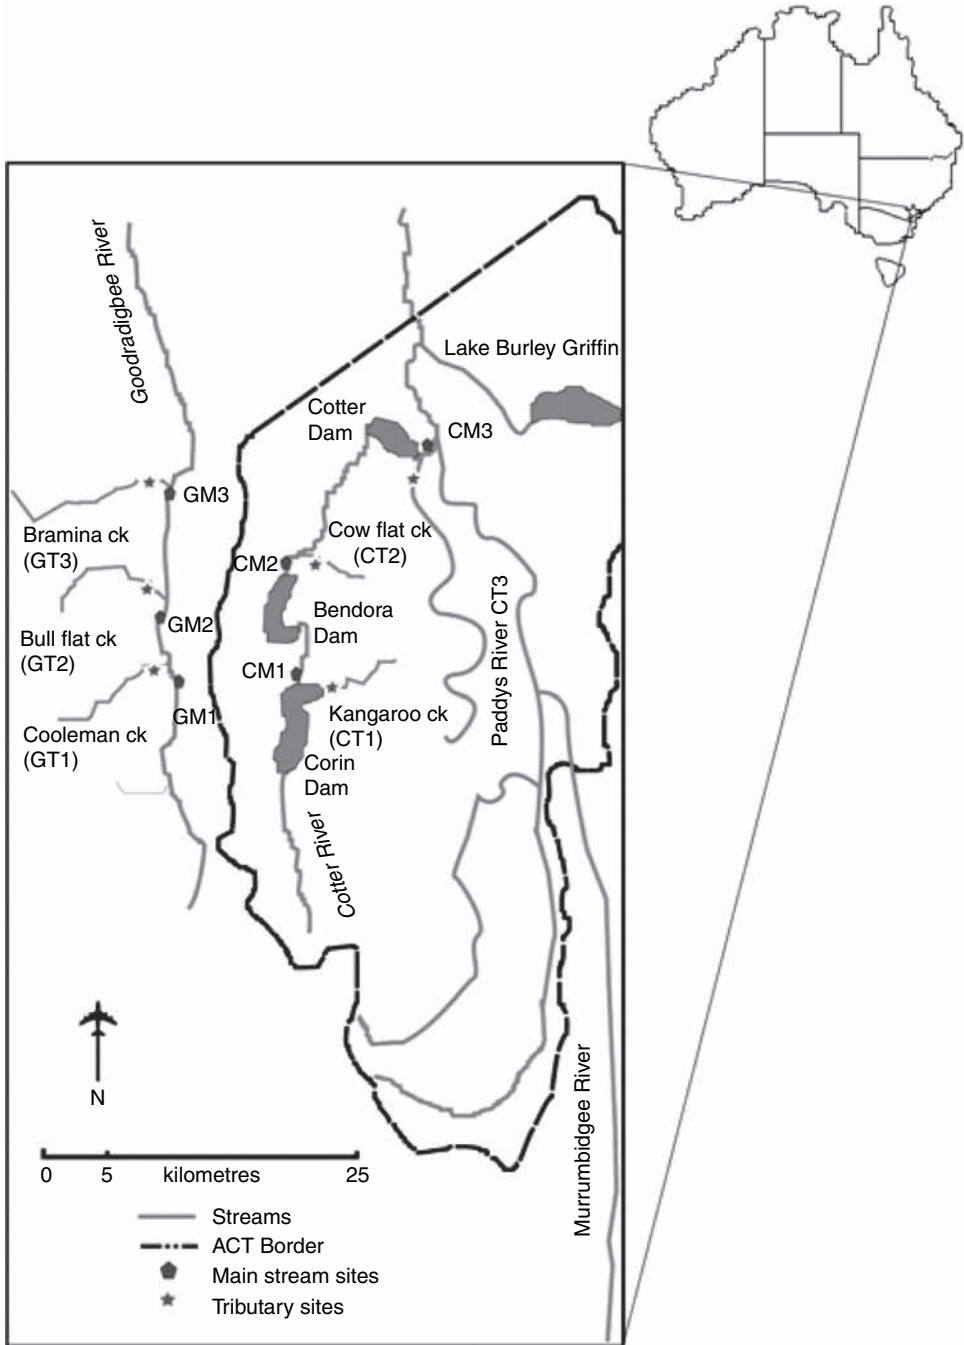 Goodradigbee River
Lake Burley Griffin
Cotter
Dam
CM3
GM3
Bramina ck
(GT3)
Cow flat ck
(CT2)
CM2
Bendora
Dam
GM2
Bull flat ck
(GT2)
CM1
Paddys River CT3
GM1
Kangaroo ck
(CT1)
Cooleman ck
(GT1)
Corin
Dam
Cotter River
N
Murrumbidgee River
0 5 kilometres 25
Streams
ACT Border
Main stream sites
Tributary sites